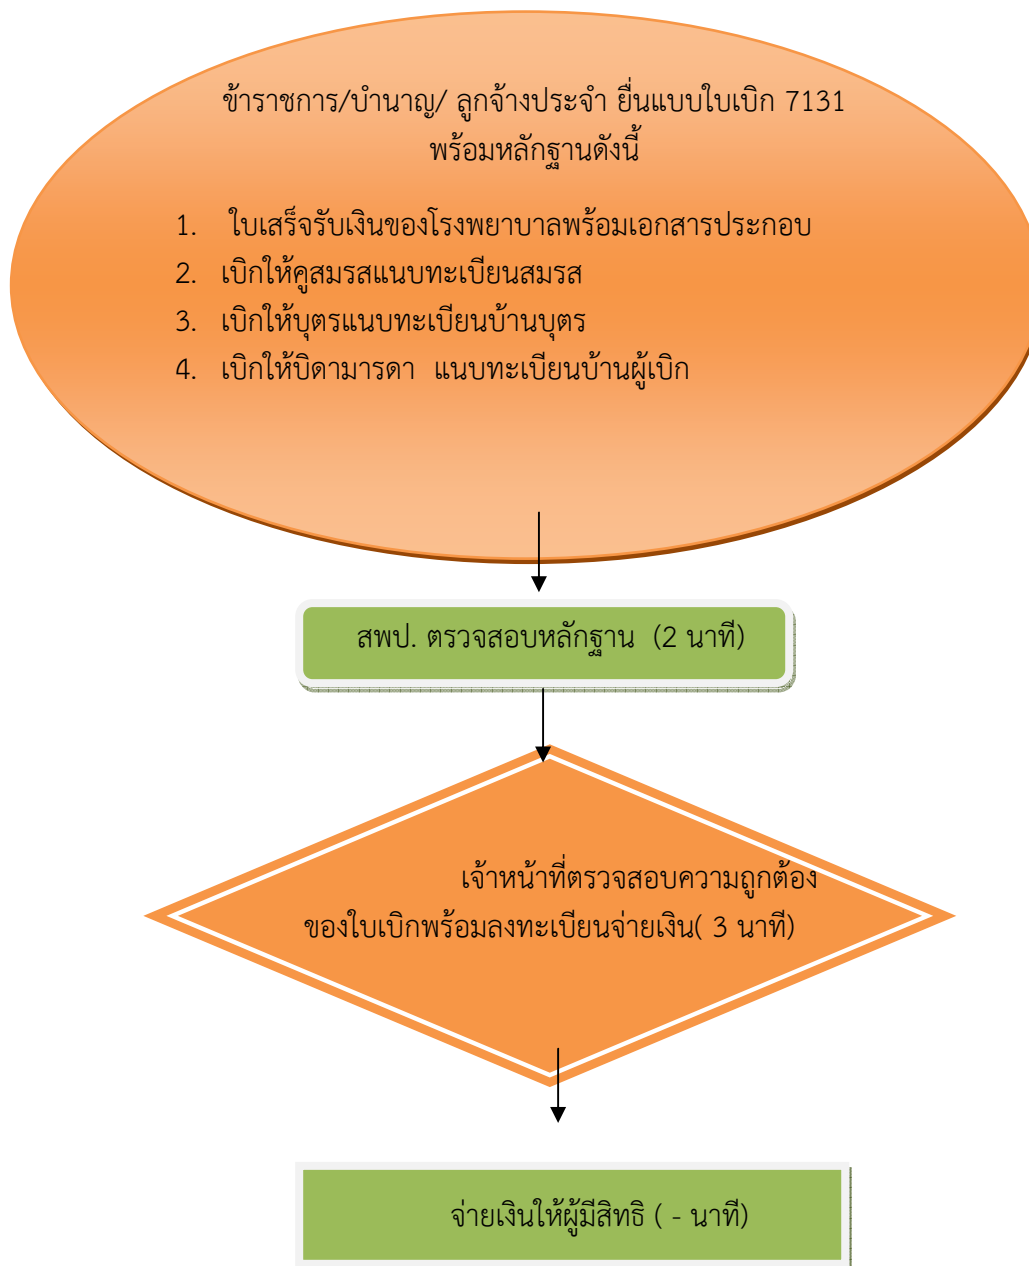 ข้าราชการ/บำนาญ/ ลูกจ้างประจำ ยื่นแบบใบเบิก 7131
พร้อมหลักฐานดังนี้
1. ใบเสร็จรับเงินของโรงพยาบาลพร้อมเอกสารประกอบ
2. เบิกให้คู่สมรสแนบทะเบียนสมรส
3. เบิกให้บุตรแนบทะเบียนบ้านบุตร
4. เบิกให้บิดามารดา แนบทะเบียนบ้านผู้เบิก
สพป. ตรวจสอบหลักฐาน (2 นาที)
เจ้าหน้าที่ตรวจสอบความถูกต้อง
ของใบเบิกพร้อมลงทะเบียนจ่ายเงิน( 3 นาที)
จ่ายเงินให้ผู้มีสิทธิ ( - นาที)